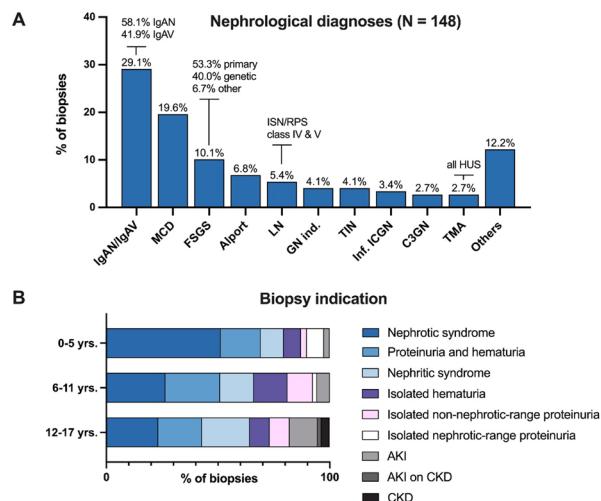 A
Nephrological diagnoses (N = 148)
58.1% IgAN
41.9% IgAV
53.3% primary
40.0% genetic
6.7% other
ISN/RPS
class IV & V
all HUS
% of biopsies
40
30
20
10
0
29.1%
19.6%
10.1%
6.8%
5.4%
4.1%
4.1%
3.4%
2.7%
2.7%
12.2%
IgAN/IgAV
MCD
FSGS
Alport
LN
GN ind.
TIN
Inf. ICGN
C3GN
TMA
Others
B
Biopsy indication
0-5 yrs.
6-11 yrs.
12-17 yrs.
0
% of biopsies
100
Nephrotic syndrome
Proteinuria and hematuria
Nephritic syndrome
Isolated hematuria
Isolated non-nephrotic-range proteinuria
Isolated nephrotic-range proteinuria
AKI
AKI on CKD
CKD